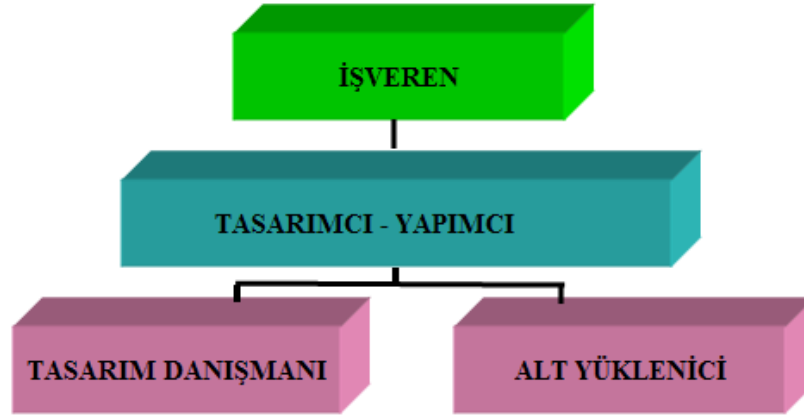 İŞVEREN
TASARIMCI - YAPIMCI
TASARIM DANIŞMANI
ALT YÜKLENİCİ